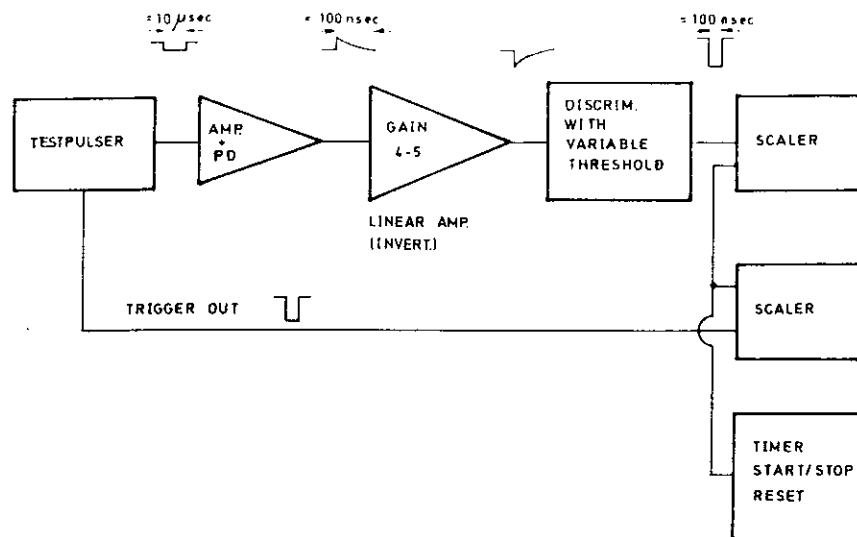 ≈10 µsec
≈100 nsec
≈100 nsec
TESTPULSER
AMP.
+
PD
GAIN
4-5
DISCRIM.
WITH
VARIABLE
THRESHOLD
SCALER
LINEAR AMP.
(INVERT.)
TRIGGER OUT
SCALER
TIMER
START/STOP
RESET